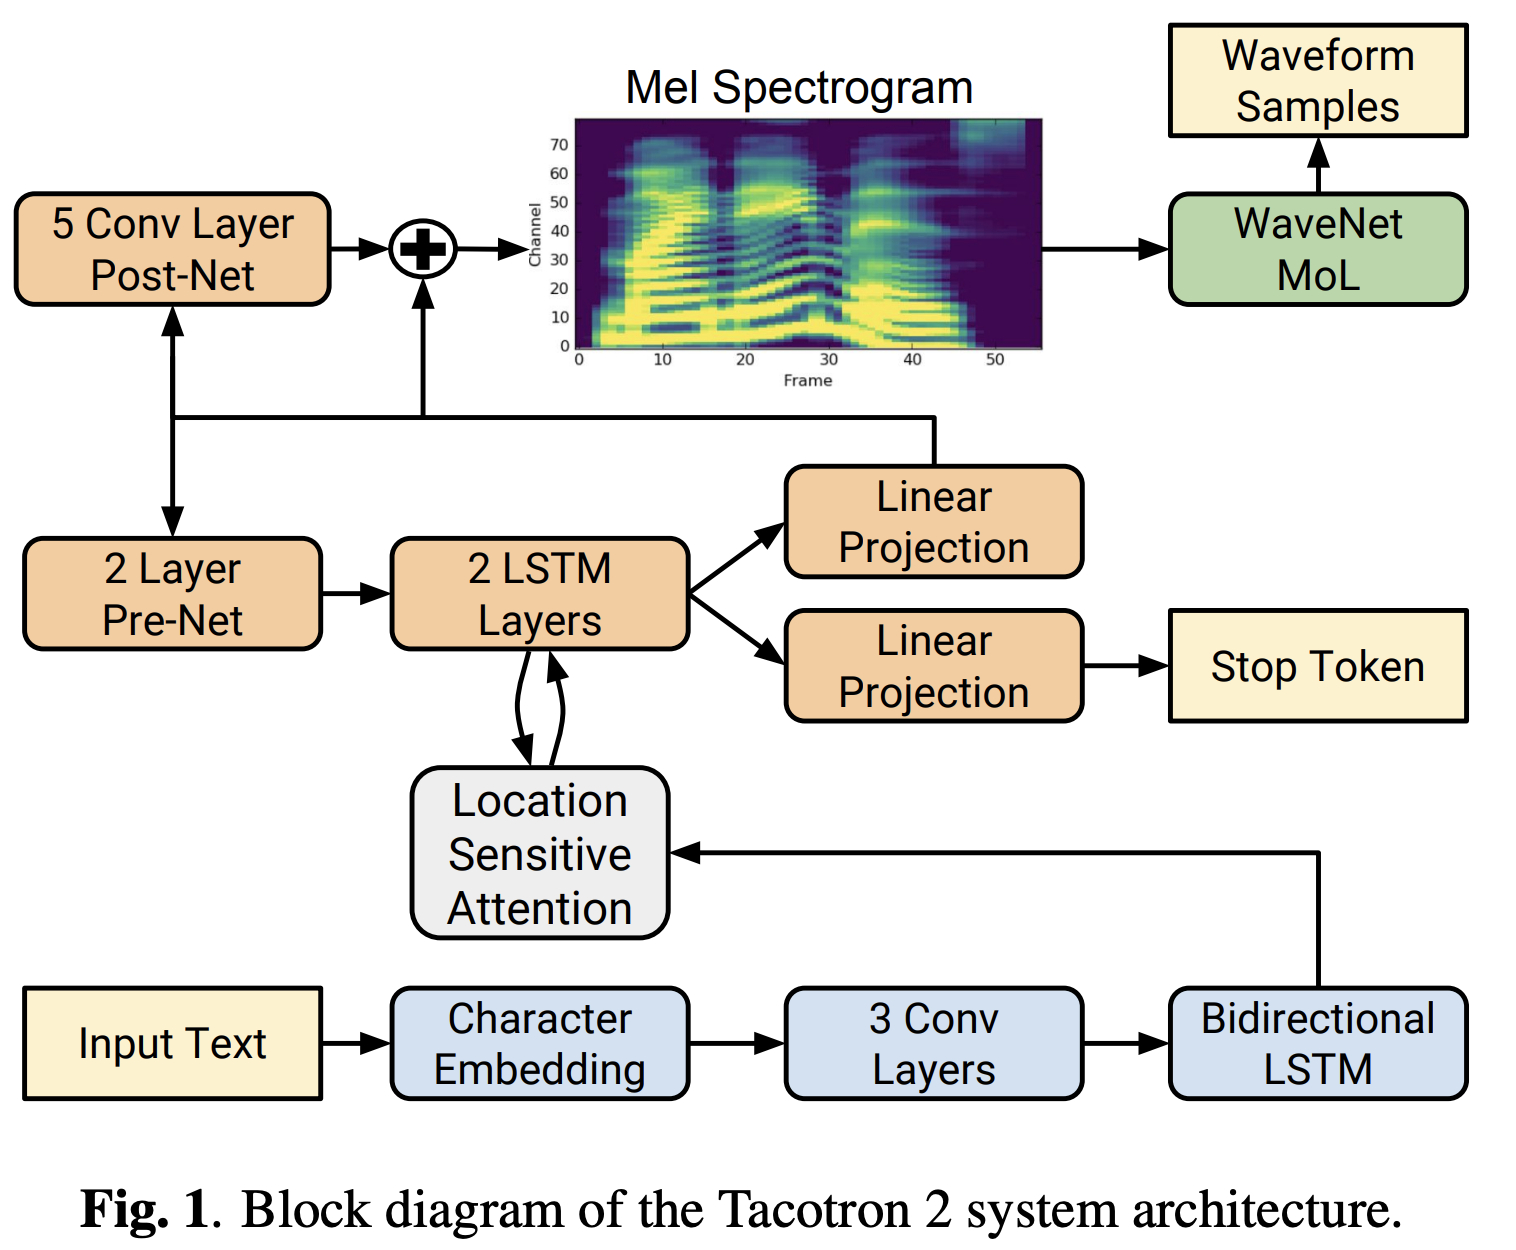 Mel Spectrogram
Waveform
Samples
70
60
50
40
30
20
10
0
Channel
0 10 20 30 40 50
Frame
5 Conv Layer
Post-Net
WaveNet
MoL
Linear
Projection
2 Layer
Pre-Net
2 LSTM
Layers
Linear
Projection
Stop Token
Location
Sensitive
Attention
Input Text
Character
Embedding
3 Conv
Layers
Bidirectional
LSTM
Fig. 1. Block diagram of the Tacotron 2 system architecture.